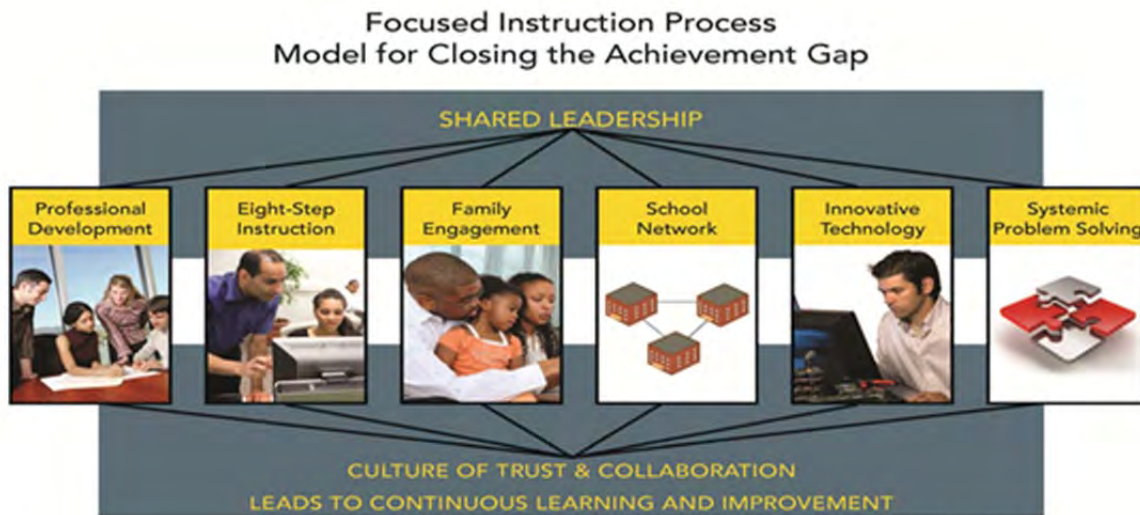 Focused Instruction Process
Model for Closing the Achievement Gap
SHARED LEADERSHIP
Professional
Development
Eight-Step
Instruction
Family
Engagement
School
Network
Innovative
Technology
Systemic
Problem Solving
CULTURE OF TRUST & COLLABORATION
LEADS TO CONTINUOUS LEARNING AND IMPROVEMENT